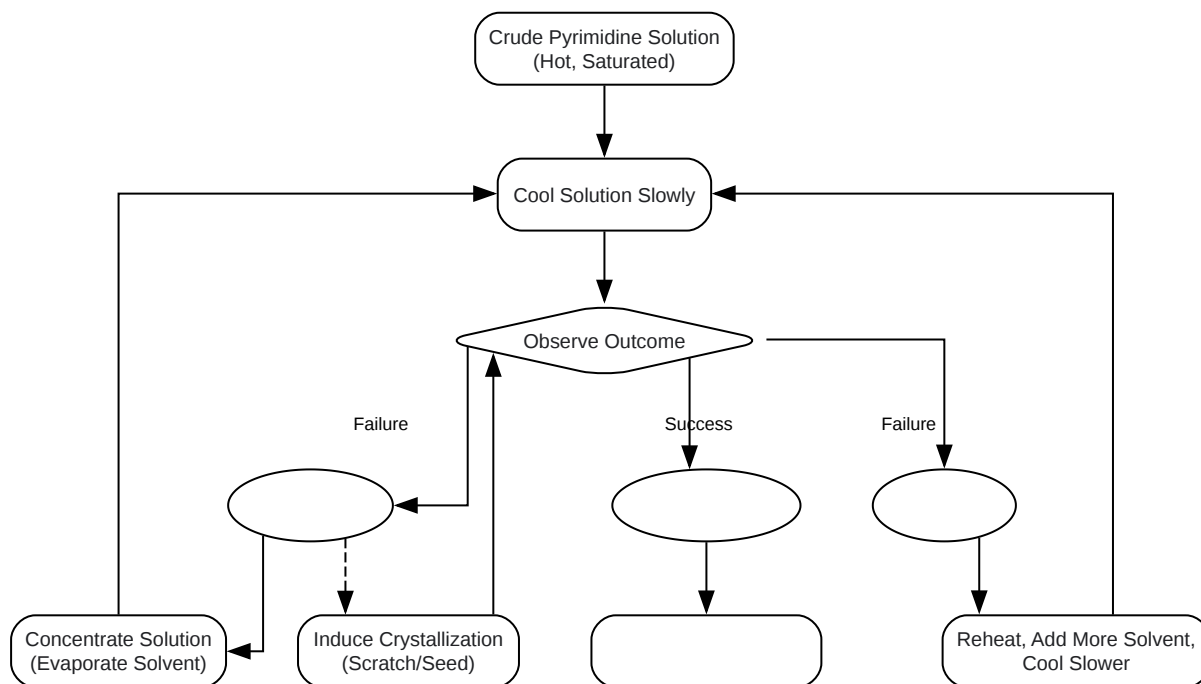 Crude Pyrimidine Solution
(Hot, Saturated)
Cool Solution Slowly
Observe Outcome
Failure
Success
Failure
Concentrate Solution
(Evaporate Solvent)
Induce Crystallization
(Scratch/Seed)
Reheat, Add More Solvent,
Cool Slower